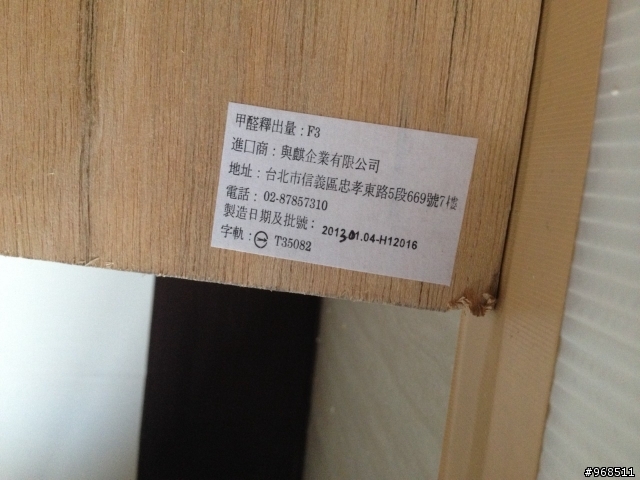 甲醛釋出量：F3
進口商：與麒企業有限公司
地址：台北市信義區忠孝東路5段669號7樓
電話：02-87857310
製造日期及批號：201301.04-H12016
字軌：T35082
#968511